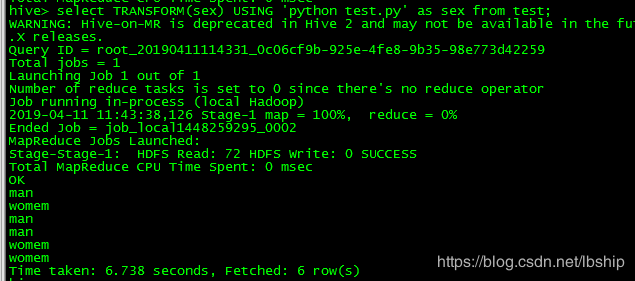 hive> select TRANSFORM(sex) USING 'python test.py' as sex from test;
WARNING: Hive-on-MR is deprecated in Hive 2 and may not be available in the fu
.X releases.
Query ID = root_20190411114331_0c06cf9b-925e-4fe8-9b35-98e773d42259
Total jobs = 1
Launching Job 1 out of 1
Number of reduce tasks is set to 0 since there's no reduce operator
Job running in-process (local Hadoop)
2019-04-11 11:43:38,126 Stage-1 map = 100%,  reduce = 0%
Ended Job = job_local1448259295_0002
MapReduce Jobs Launched:
Stage-Stage-1:  HDFS Read: 72 HDFS Write: 0 SUCCESS
Total MapReduce CPU Time Spent: 0 msec
OK
man
womem
man
man
womem
womem
Time taken: 6.738 seconds, Fetched: 6 row(s)
https://blog.csdn.net/lbship